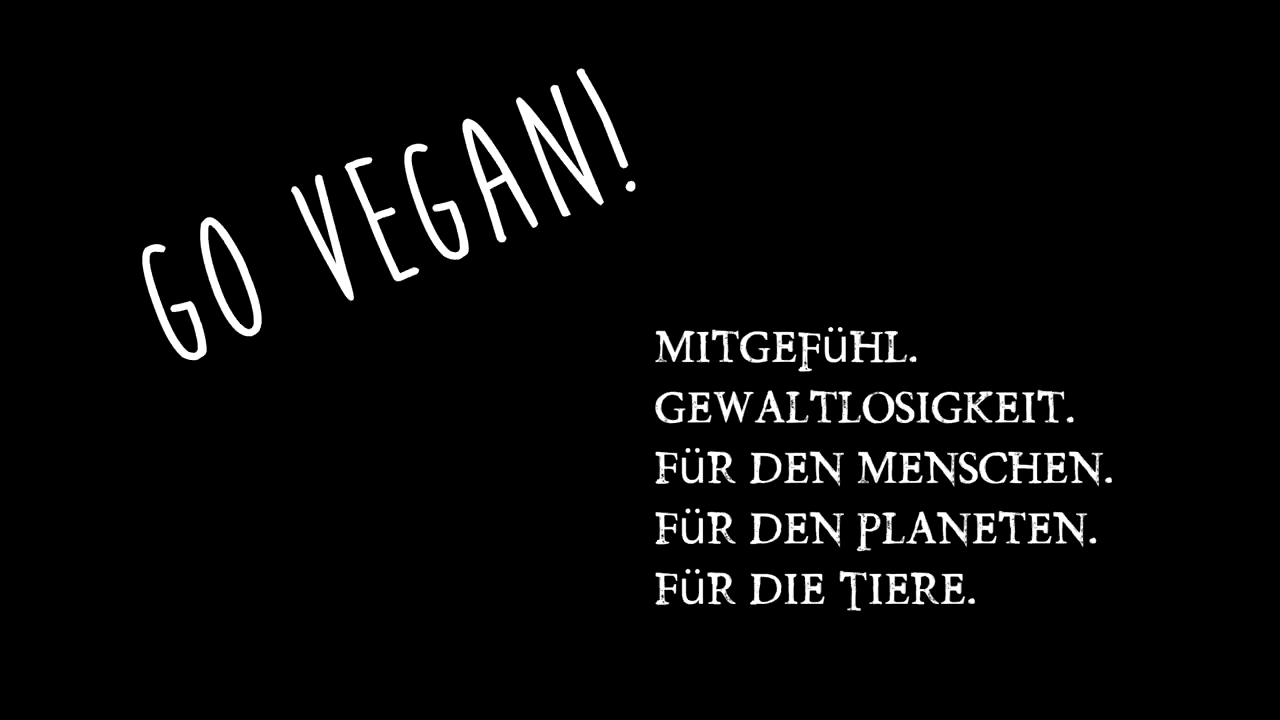 GO VEGAN!
MITGEFüHL.
GEWALTLOSIGKEIT.
FüR DEN MENSCHEN.
FüR DEN PLANETEN.
FüR DIE TIERE.